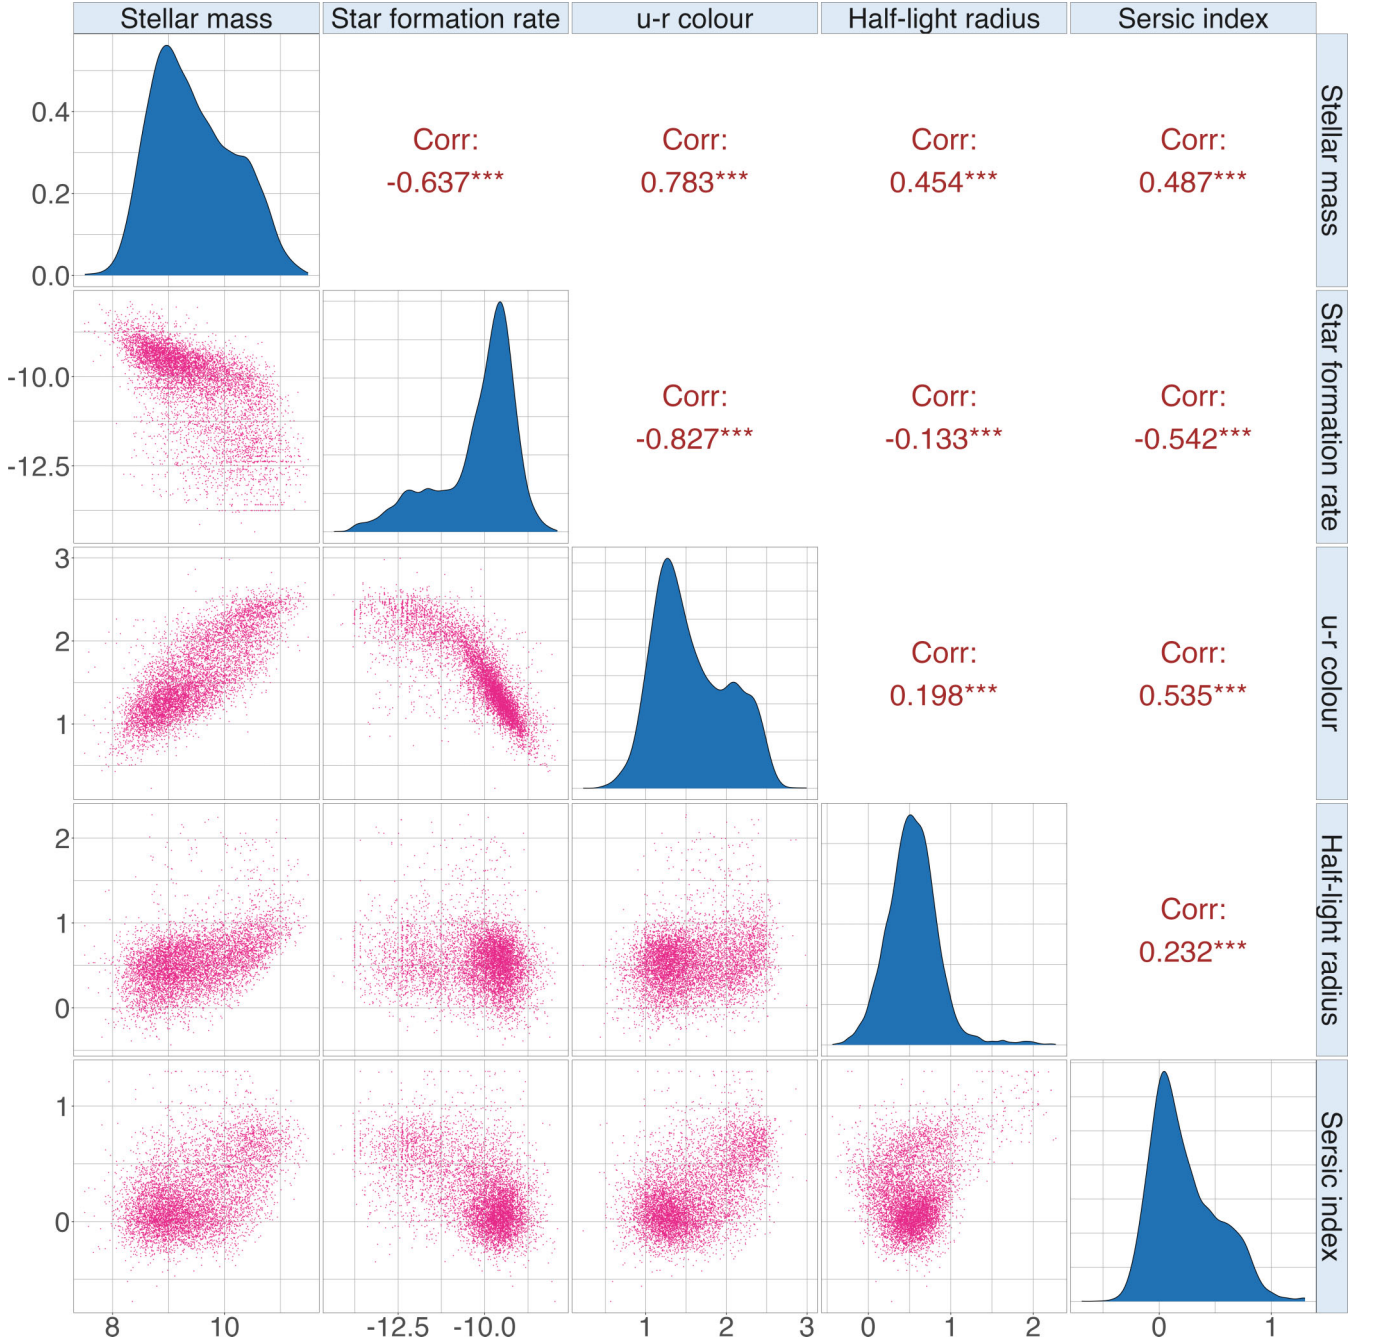 Stellar mass Star formation rate u-r colour Half-light radius Sersic index
0.4
0.2
0.0
Corr:
-0.637***
Corr:
0.783***
Corr:
0.454***
Corr:
0.487***
Stellar mass
-10.0
-12.5
Corr:
-0.827***
Corr:
-0.133***
Corr:
-0.542***
Star formation rate
3
2
1
Corr:
0.198***
Corr:
0.535***
u-r colour
2
1
0
Corr:
0.232***
Half-light radius
1
0
Sersic index
8 10 -12.5 -10.0 1 2 3 0 1 2 0 1